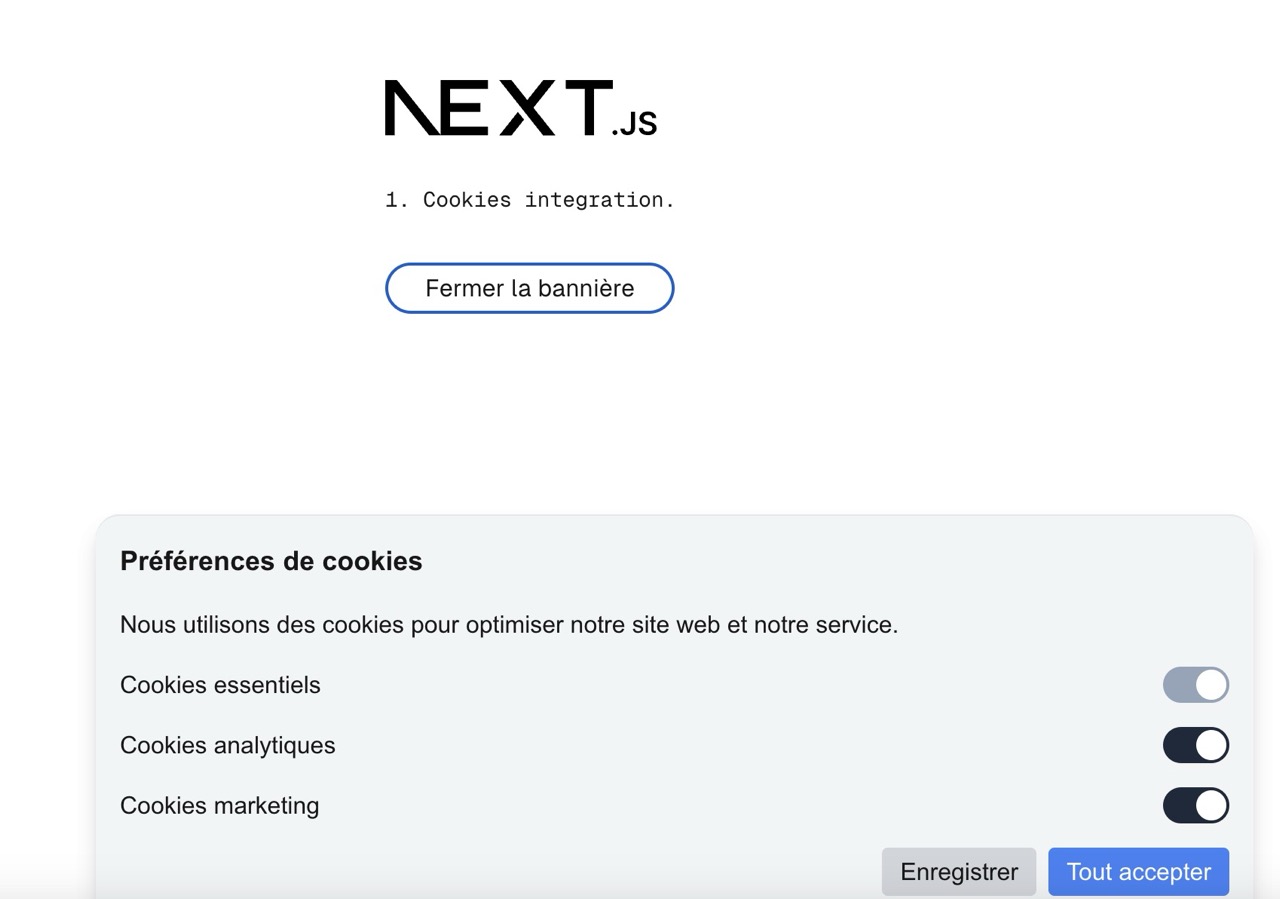 NEXT.JS
1. Cookies integration.
Fermer la bannière
Préférences de cookies
Nous utilisons des cookies pour optimiser notre site web et notre service.
Cookies essentiels
Cookies analytiques
Cookies marketing
Enregistrer Tout accepter